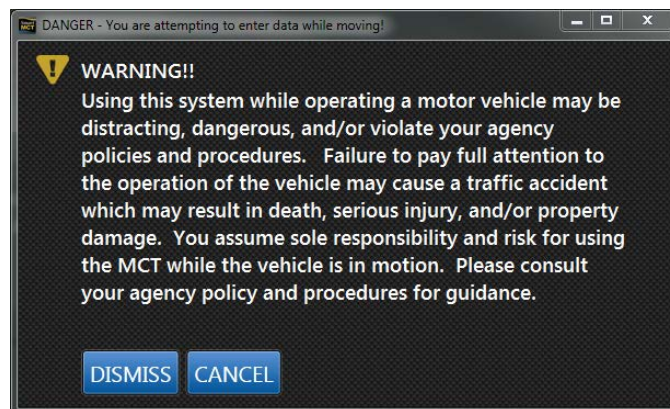 MCT DANGER - You are attempting to enter data while moving!
WARNING!!
Using this system while operating a motor vehicle may be
distracting, dangerous, and/or violate your agency
policies and procedures.   Failure to pay full attention to
the operation of the vehicle may cause a traffic accident
which may result in death, serious injury, and/or property
damage.  You assume sole responsibility and risk for using
the MCT while the vehicle is in motion.  Please consult
your agency policy and procedures for guidance.
DISMISS CANCEL